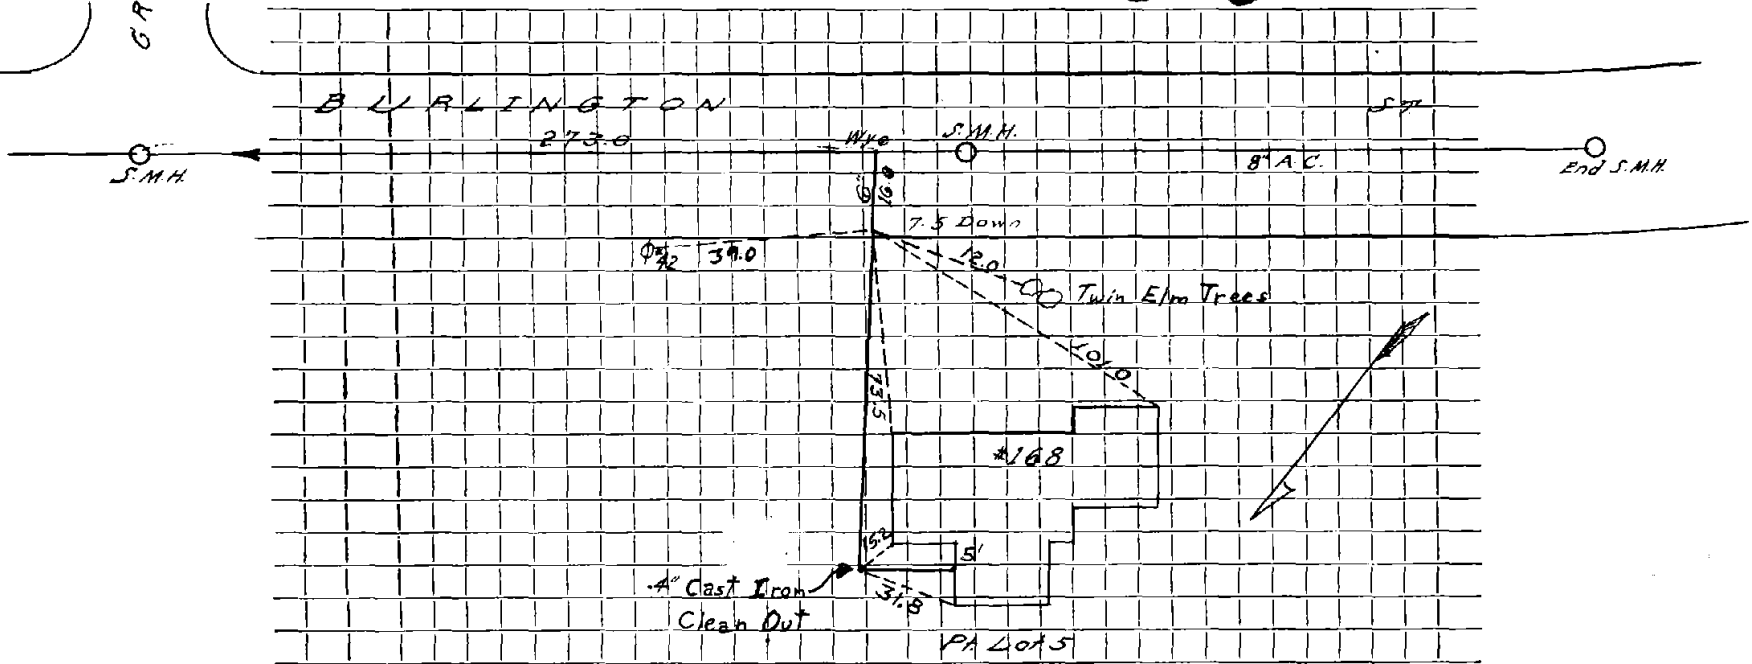 GR
BURLINGTON ST
273.0
Wye
S.M.H.
S.M.H.
8" A.C.
End S.M.H.
7.5 Down
39.0
12.0
Twin Elm Trees
101.0
73.5
#168
15.2
5'
4" Cast Iron
Clean Out
31.8
Pt. Lot 5